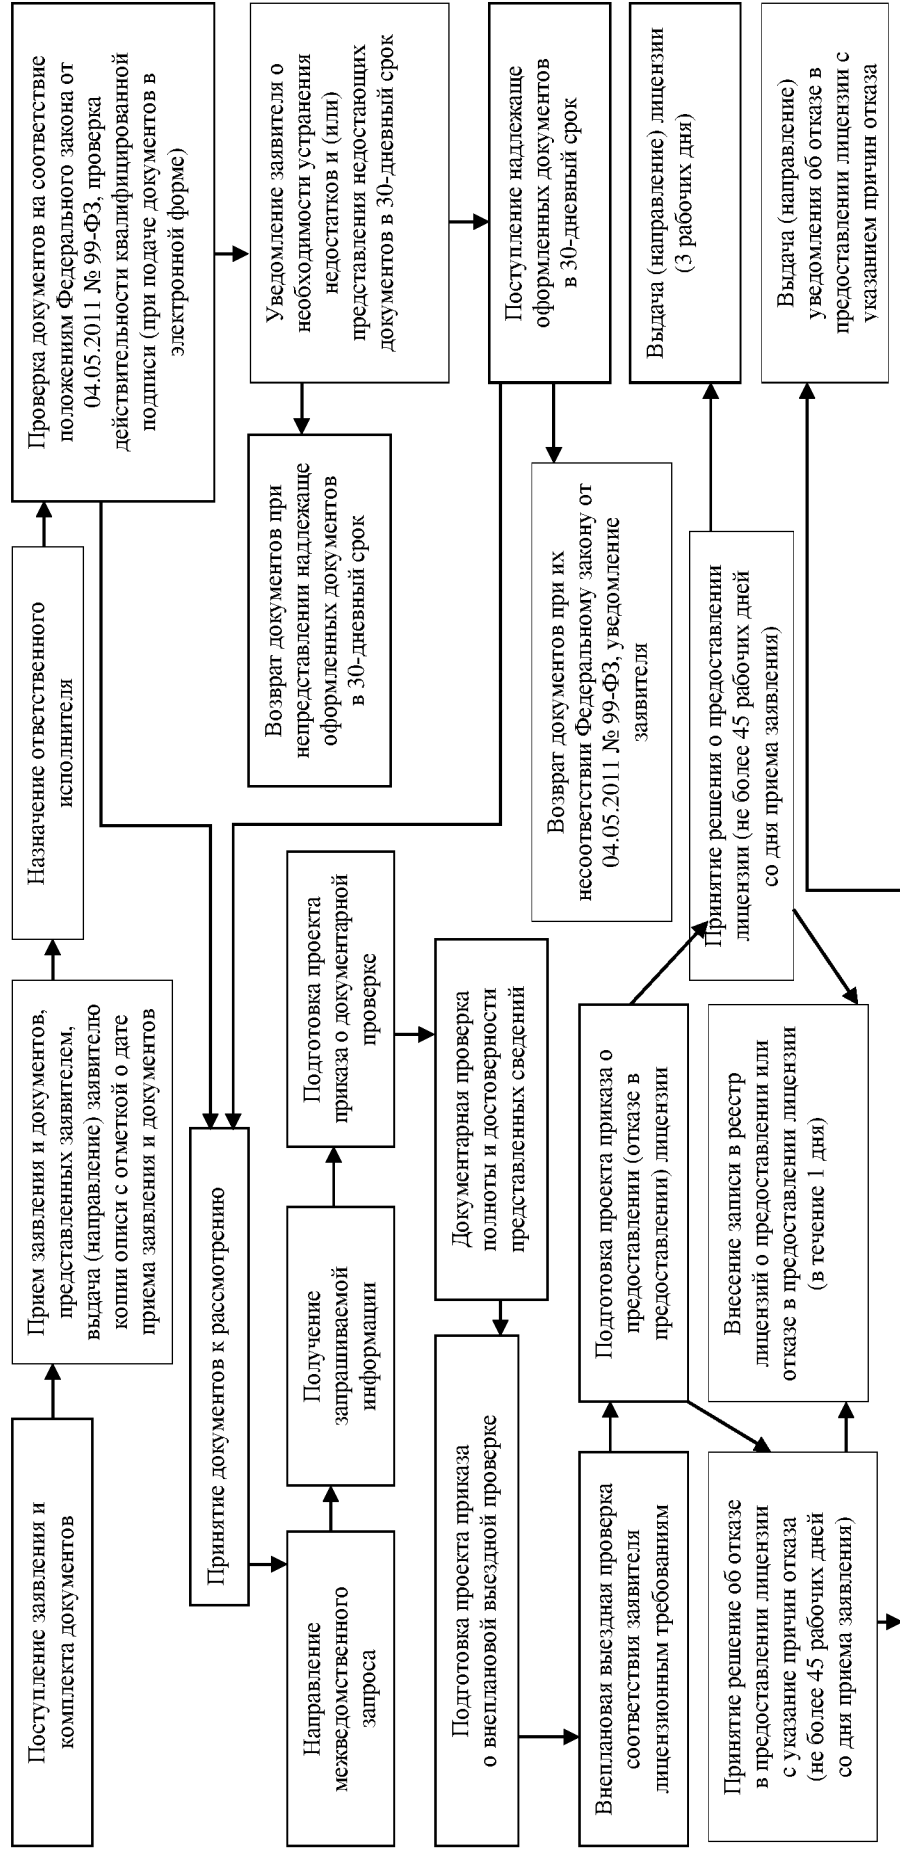 Поступление заявления и
комплекта документов
Прием заявления и документов,
представленных заявителем,
выдача (направление) заявителю
копии описи с отметкой о дате
приема заявления и документов
Назначение ответственного
исполнителя
Проверка документов на соответствие
положениям Федерального закона от
04.05.2011 № 99-ФЗ, проверка
действительности квалифицированной
подписи (при подаче документов в
электронной форме)
Принятие документов к рассмотрению
Уведомление заявителя о
необходимости устранения
недостатков и (или)
представления недостающих
документов в 30-дневный срок
Возврат документов при
непредставлении надлежаще
оформленных документов
в 30-дневный срок
Направление
межведомственного
запроса
Получение
запрашиваемой
информации
Подготовка проекта
приказа о документарной
проверке
Поступление надлежаще
оформленных документов
в 30-дневный срок
Подготовка проекта приказа
о внеплановой выездной проверке
Документарная проверка
полноты и достоверности
представленных сведений
Возврат документов при их
несоответствии Федеральному закону от
04.05.2011 № 99-ФЗ, уведомление
заявителя
Внеплановая выездная проверка
соответствия заявителя
лицензионным требованиям
Подготовка проекта приказа о
предоставлении (отказе в
предоставлении) лицензии
Принятие решения о предоставлении
лицензии (не более 45 рабочих дней
со дня приема заявления)
Выдача (направление) лицензии
(3 рабочих дня)
Принятие решение об отказе
в предоставлении лицензии
с указание причин отказа
(не более 45 рабочих дней
со дня приема заявления)
Внесение записи в реестр
лицензий о предоставлении или
отказе в предоставлении лицензии
(в течение 1 дня)
Выдача (направление)
уведомления об отказе в
предоставлении лицензии с
указанием причин отказа